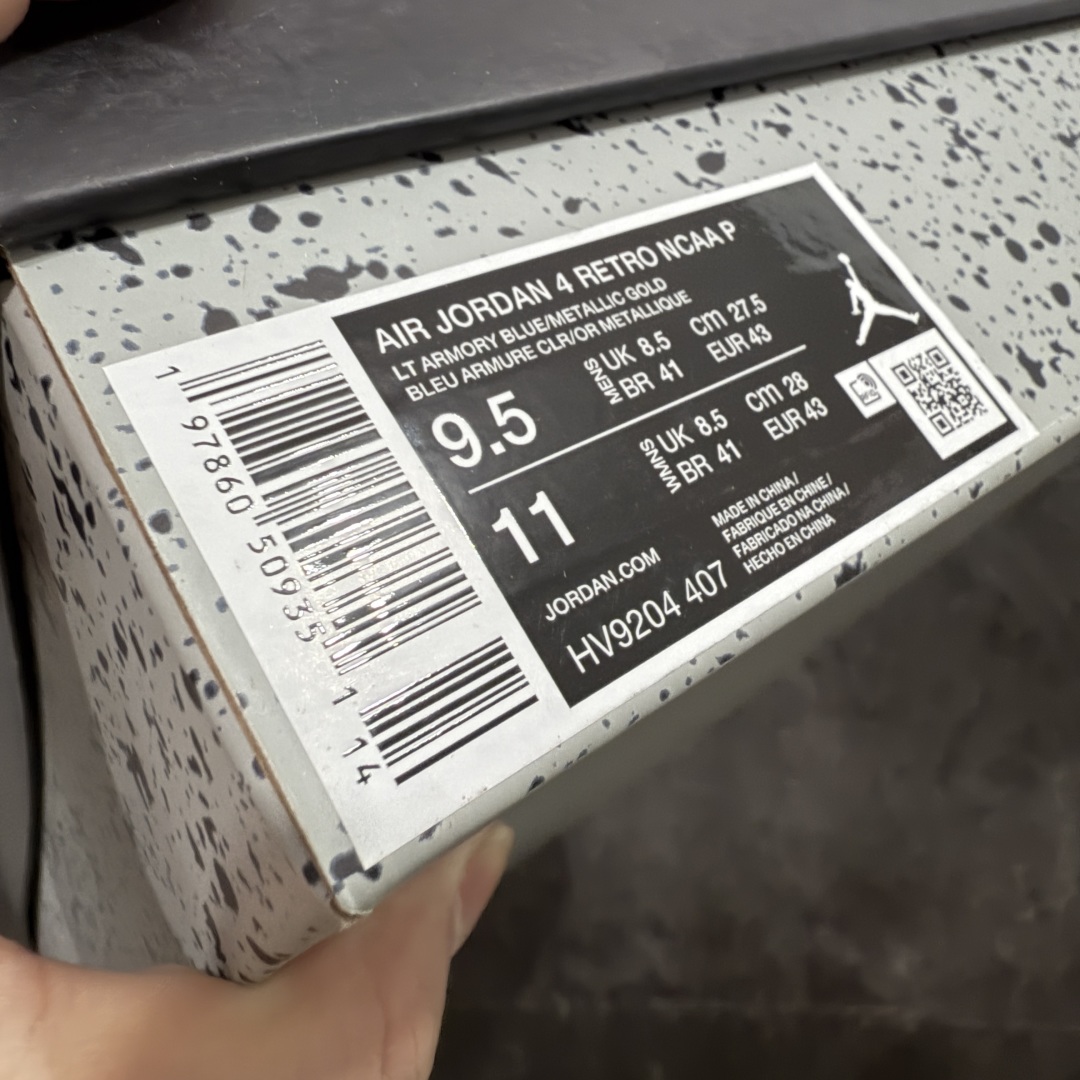 AIR JORDAN 4 RETRO NCAA P
LT ARMORY BLUE/METALLIC GOLD
BLEU ARMURE CLR/OR METALLIQUE
9.5
MENS
UK 8.5
cm 27.5
BR 41
EUR 43
11
WMNS
UK 8.5
cm 28
BR 41
EUR 43
MADE IN CHINA/
FABRIQUE EN CHINE/
FABRICADO NA CHINA/
HECHO EN CHINA
JORDAN.COM
HV9204 407
1 97860 50935 1 14